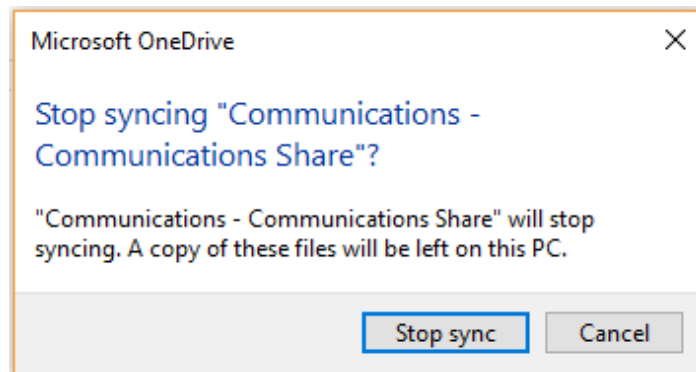 Microsoft OneDrive
Stop syncing "Communications -
Communications Share"?
"Communications - Communications Share" will stop
syncing. A copy of these files will be left on this PC.
Stop sync
Cancel